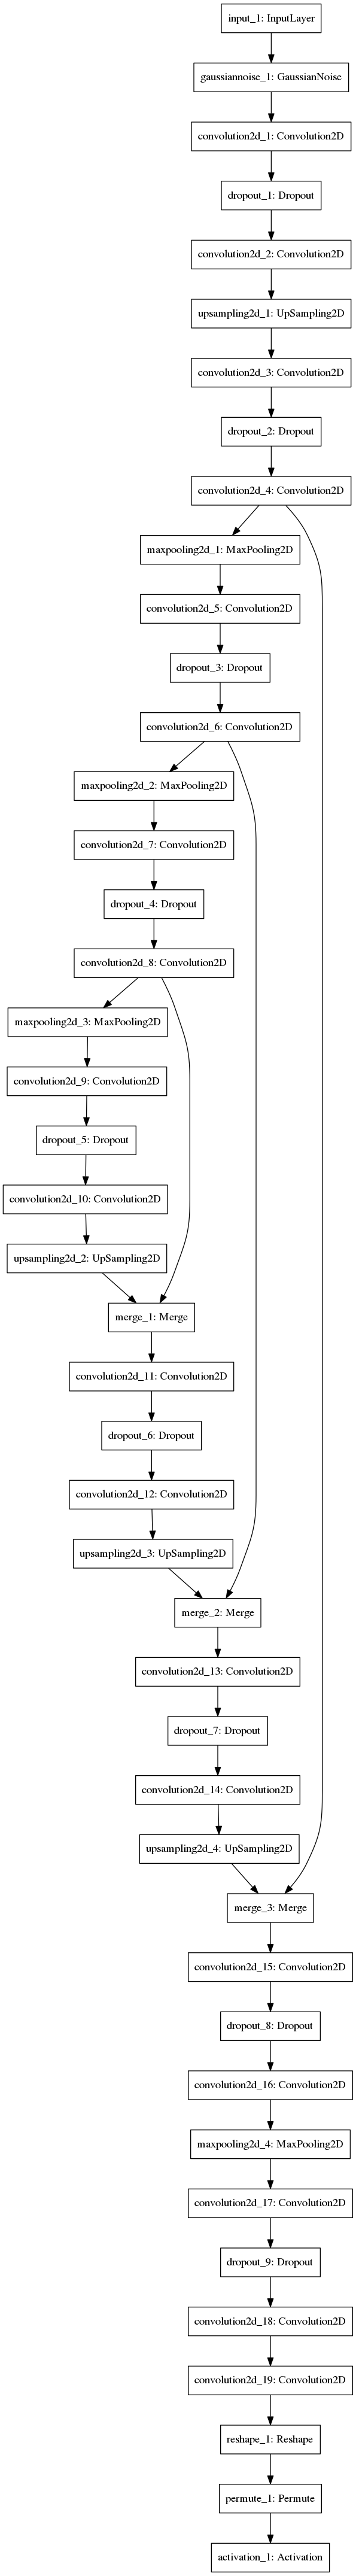 input_1: InputLayer
gaussiannoise_1: GaussianNoise
convolution2d_1: Convolution2D
dropout_1: Dropout
convolution2d_2: Convolution2D
upsampling2d_1: UpSampling2D
convolution2d_3: Convolution2D
dropout_2: Dropout
convolution2d_4: Convolution2D
maxpooling2d_1: MaxPooling2D
convolution2d_5: Convolution2D
dropout_3: Dropout
convolution2d_6: Convolution2D
maxpooling2d_2: MaxPooling2D
convolution2d_7: Convolution2D
dropout_4: Dropout
convolution2d_8: Convolution2D
maxpooling2d_3: MaxPooling2D
convolution2d_9: Convolution2D
dropout_5: Dropout
convolution2d_10: Convolution2D
upsampling2d_2: UpSampling2D
merge_1: Merge
convolution2d_11: Convolution2D
dropout_6: Dropout
convolution2d_12: Convolution2D
upsampling2d_3: UpSampling2D
merge_2: Merge
convolution2d_13: Convolution2D
dropout_7: Dropout
convolution2d_14: Convolution2D
upsampling2d_4: UpSampling2D
merge_3: Merge
convolution2d_15: Convolution2D
dropout_8: Dropout
convolution2d_16: Convolution2D
maxpooling2d_4: MaxPooling2D
convolution2d_17: Convolution2D
dropout_9: Dropout
convolution2d_18: Convolution2D
convolution2d_19: Convolution2D
reshape_1: Reshape
permute_1: Permute
activation_1: Activation